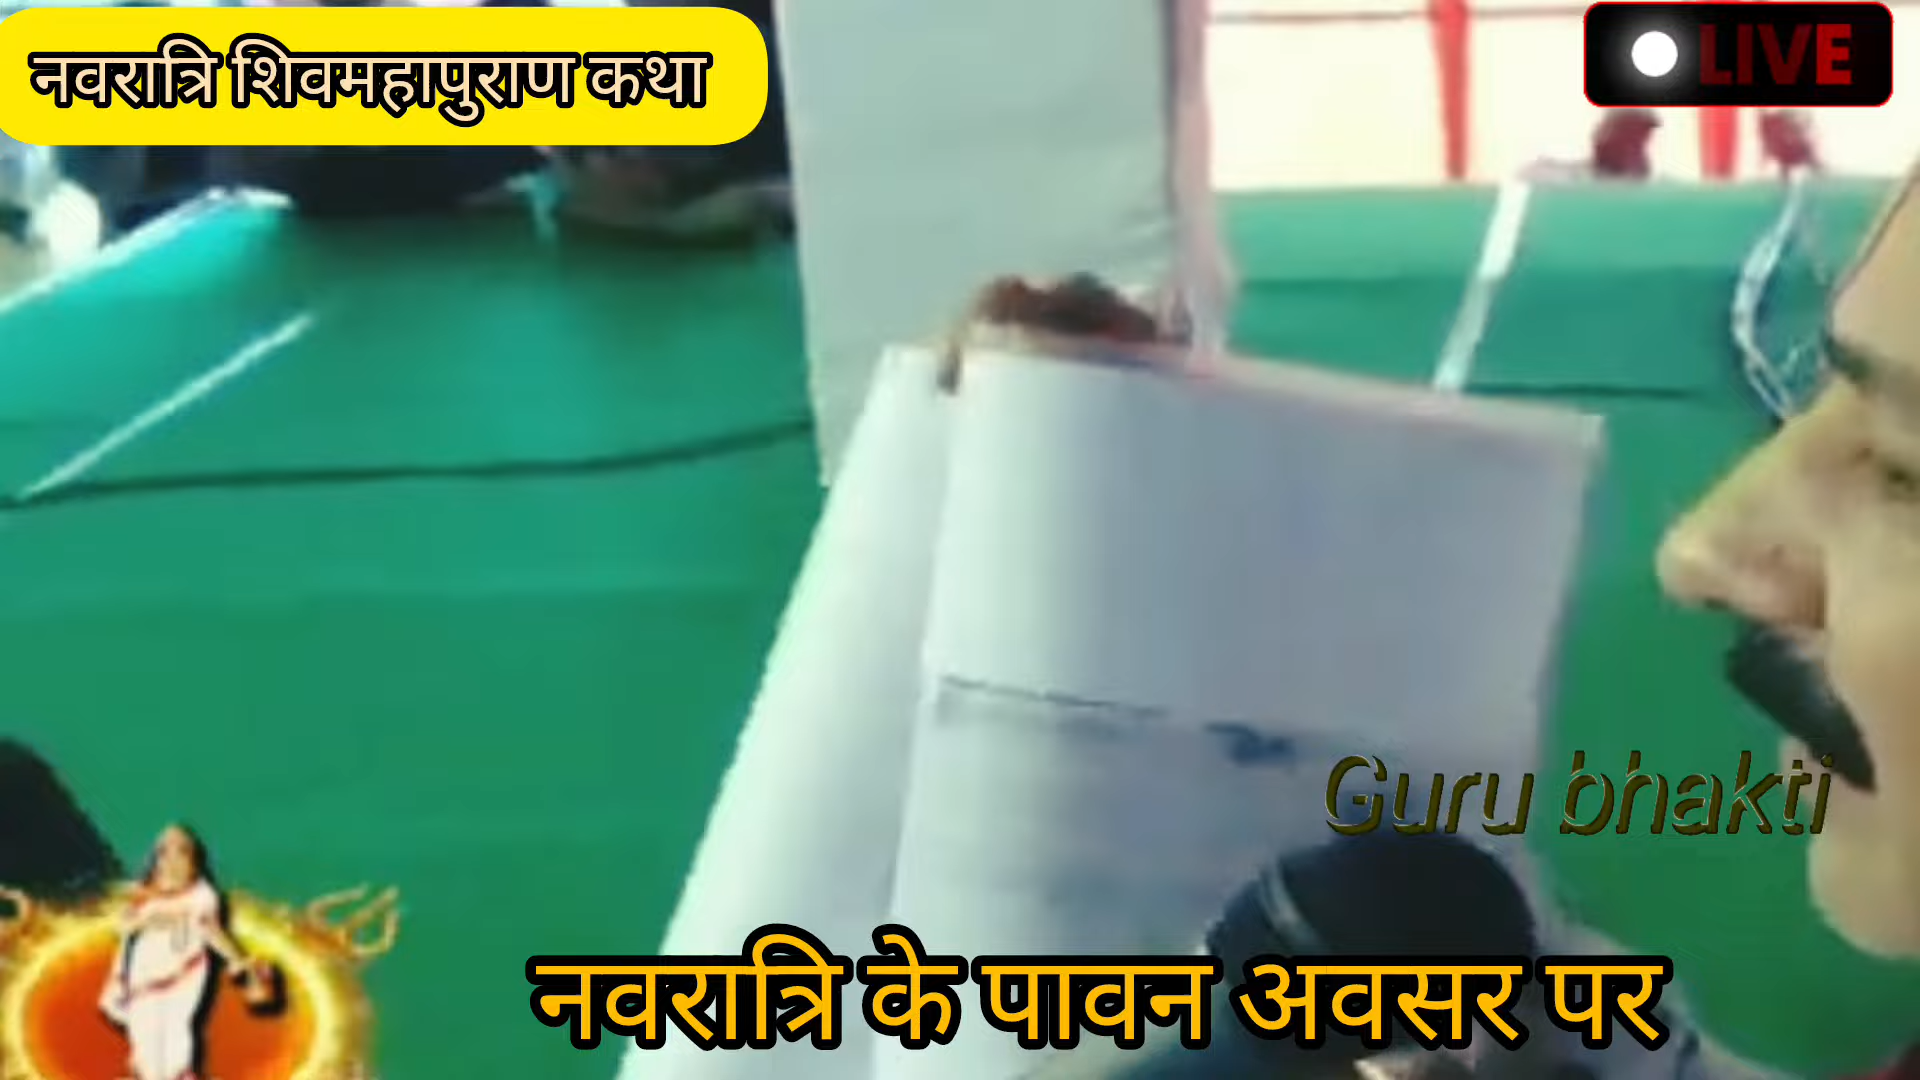 नवरात्रि शिवमहापुराण कथा
LIVE
Guru bhakti
नवरात्रि के पावन अवसर पर